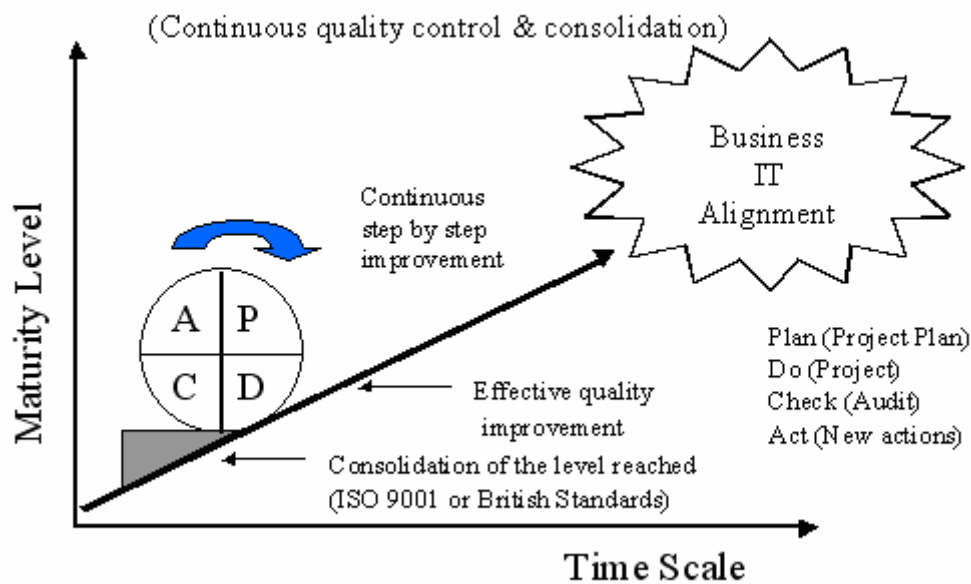 (Continuous quality control & consolidation)
Business
IT
Alignment
Continuous
step by step
improvement
Maturity Level
A P
C D
Plan (Project Plan)
Do (Project)
Check (Audit)
Act (New actions)
Effective quality
improvement
Consolidation of the level reached
(ISO 9001 or British Standards)
Time Scale